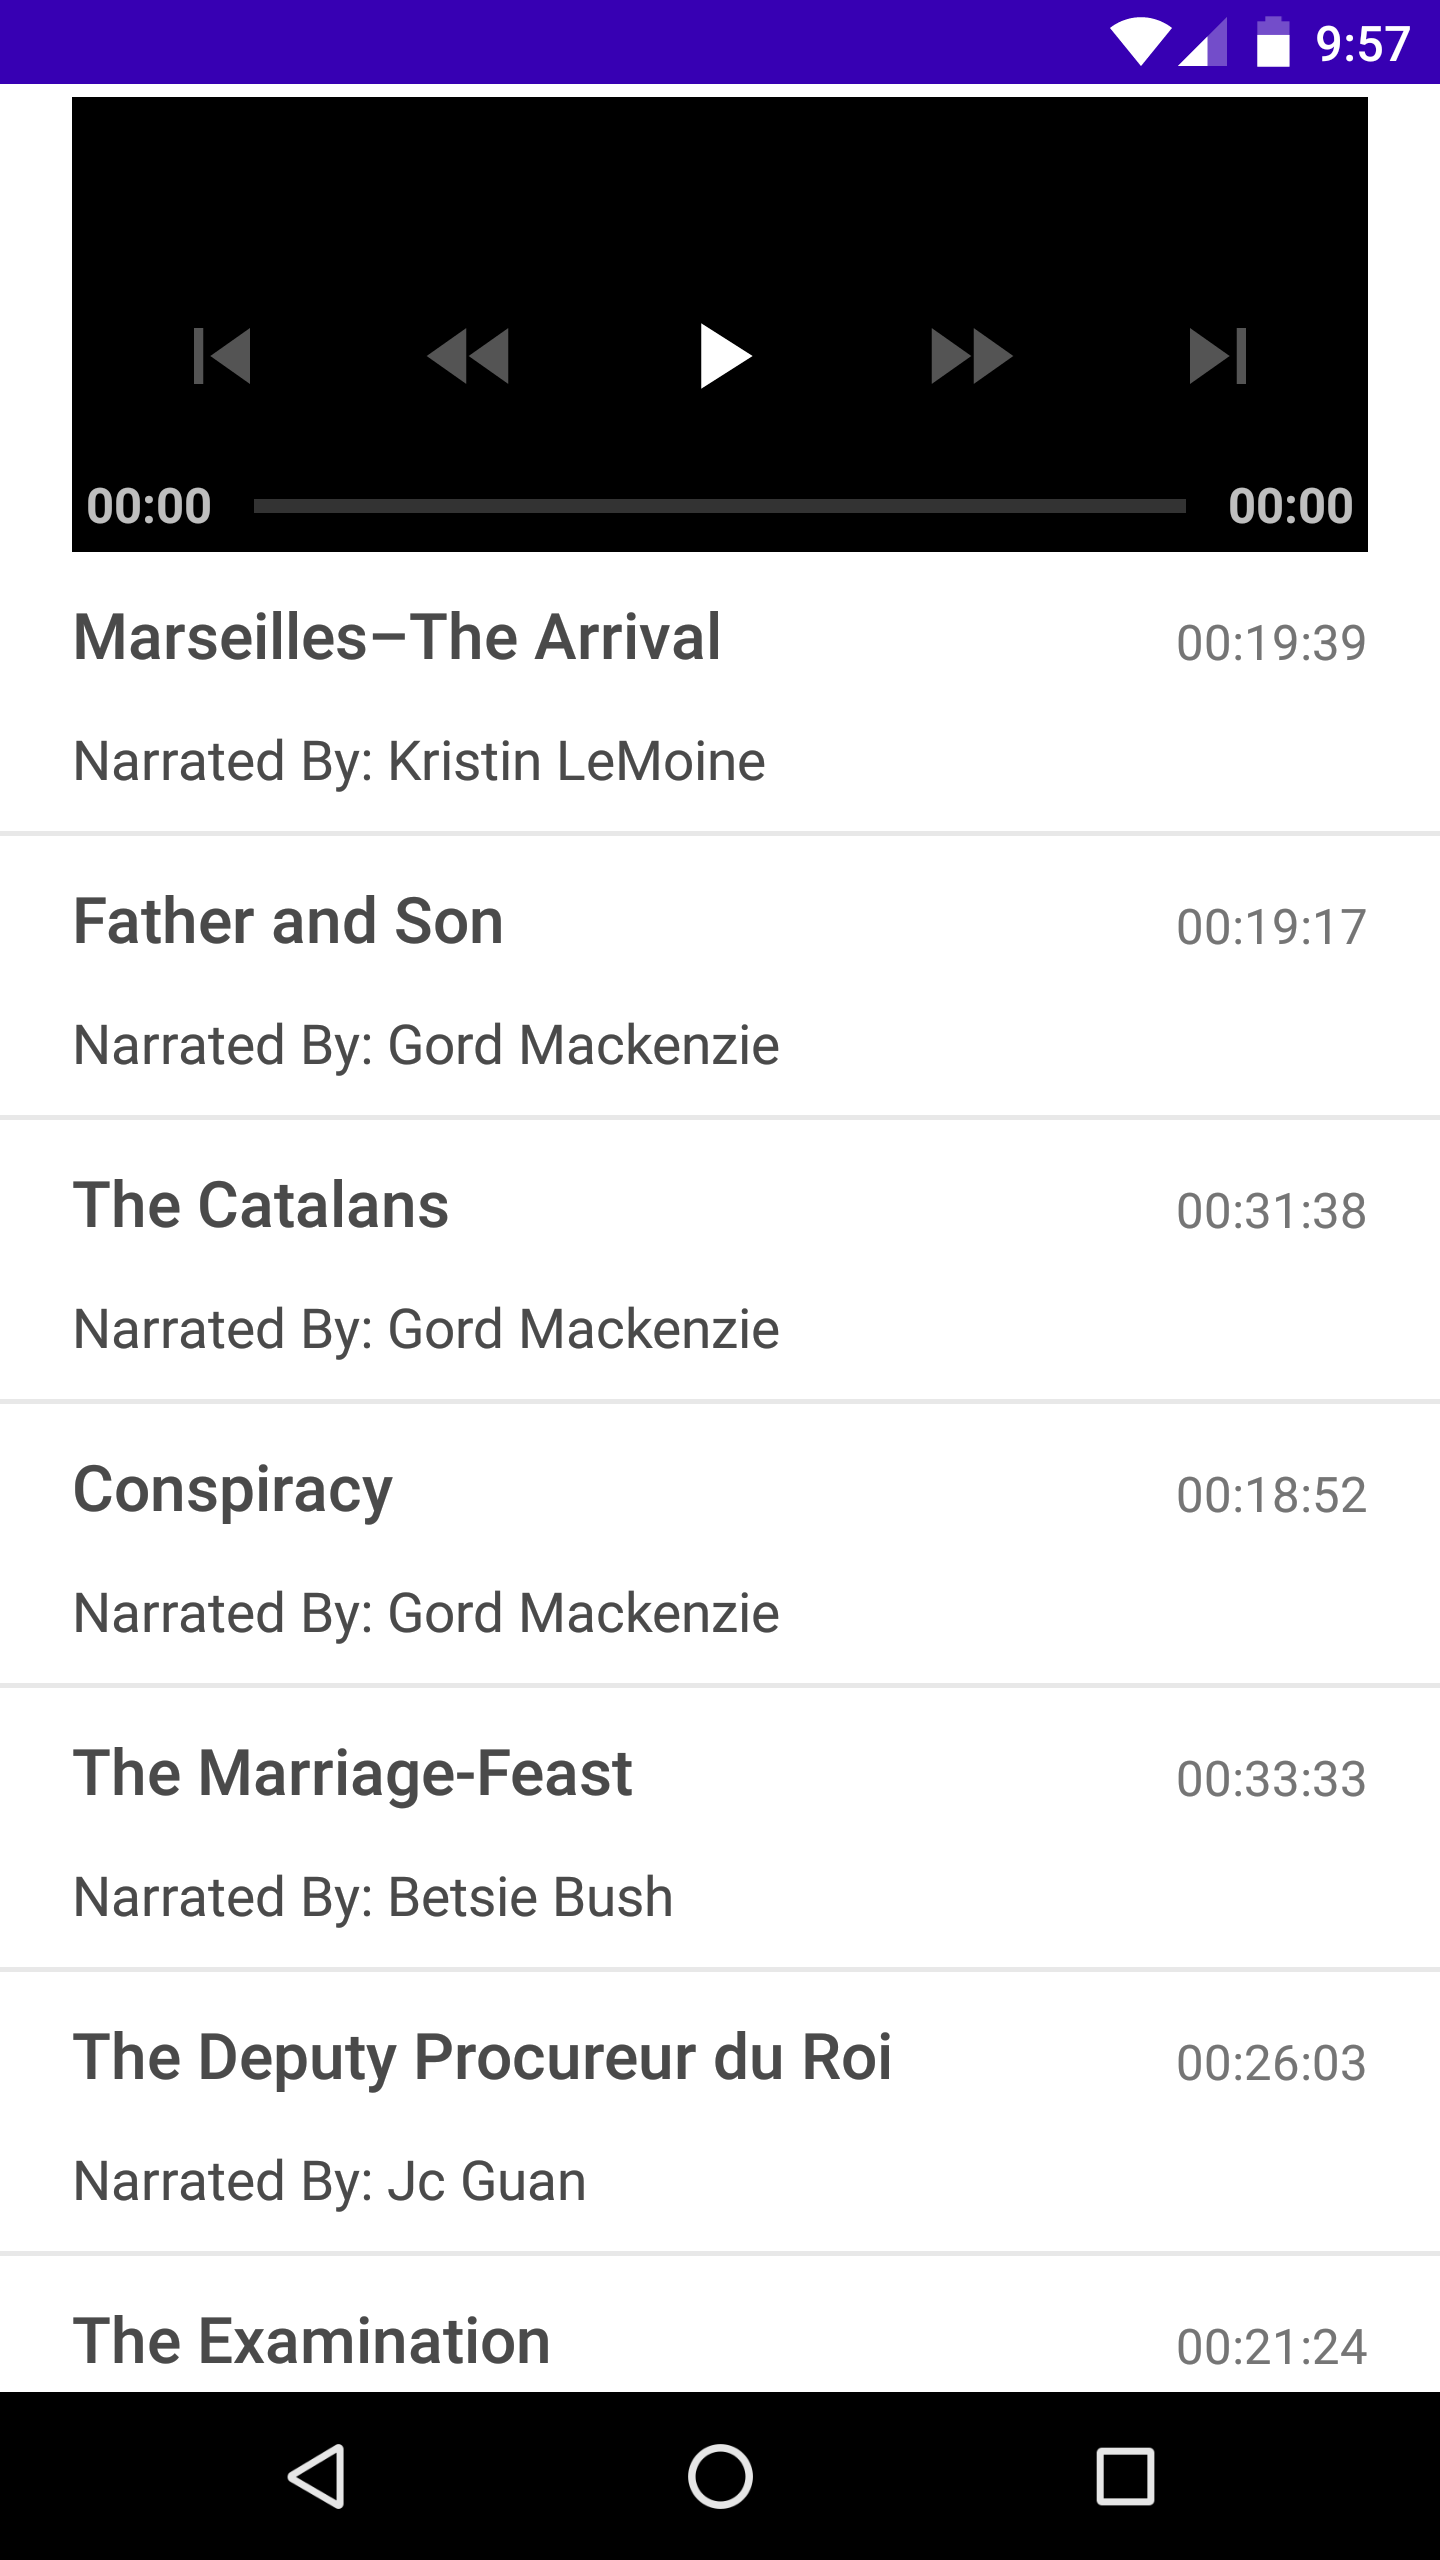 9:57
00:00 00:00
Marseilles–The Arrival 00:19:39
Narrated By: Kristin LeMoine
Father and Son 00:19:17
Narrated By: Gord Mackenzie
The Catalans 00:31:38
Narrated By: Gord Mackenzie
Conspiracy 00:18:52
Narrated By: Gord Mackenzie
The Marriage-Feast 00:33:33
Narrated By: Betsie Bush
The Deputy Procureur du Roi 00:26:03
Narrated By: Jc Guan
The Examination 00:21:24